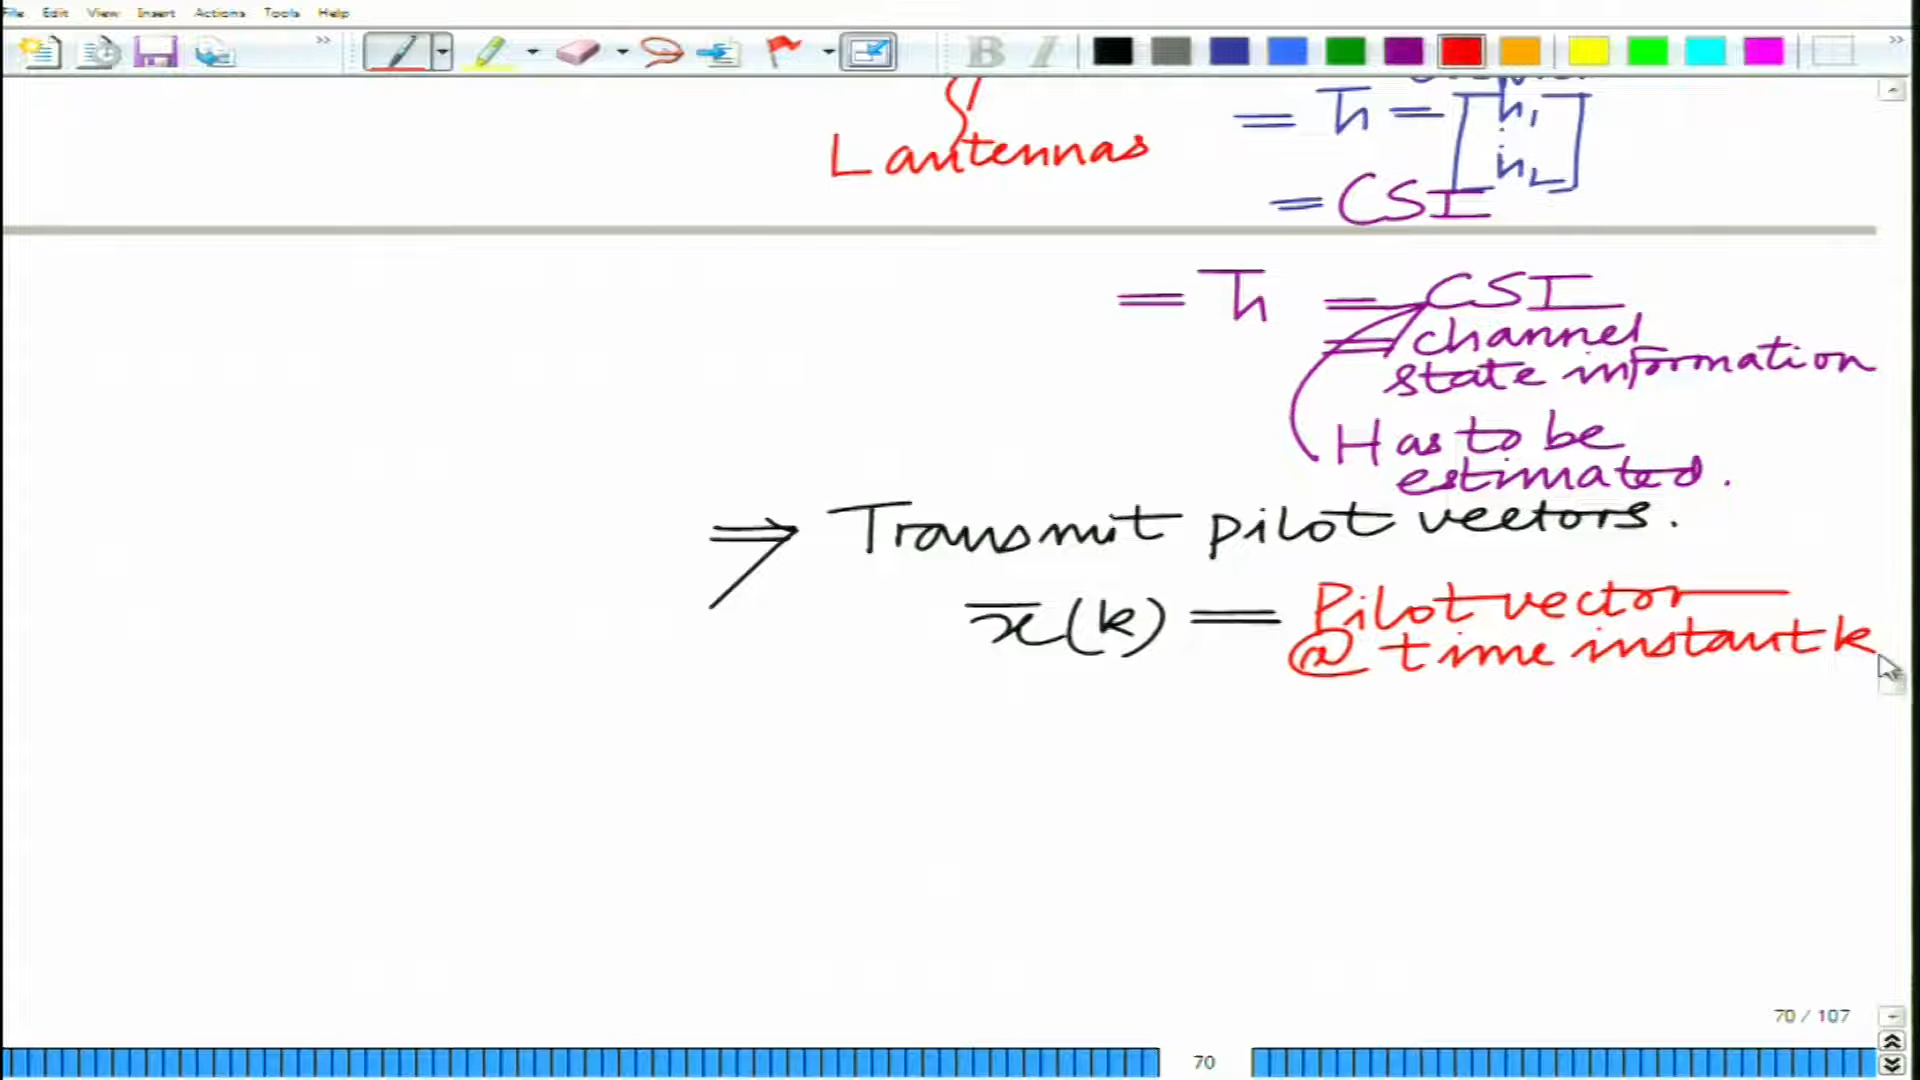 File Edit View Insert Actions Tools Help
B I
L antennas
= h̄ = [h₁ : h_L]
= CSI
= h̄ = CSI
= channel
state information
Has to be
estimated.
⇒ Transmit pilot vectors.
x̄(k) = Pilot vector
@ time instant k
70 / 107
70